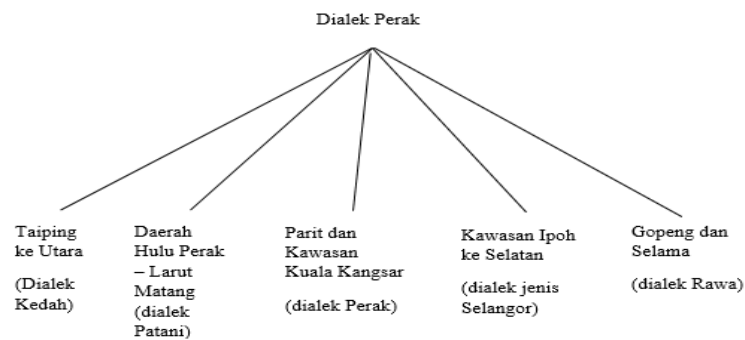 Dialek Perak
Taiping
ke Utara
(Dialek
Kedah)
Daerah
Hulu Perak
– Larut
Matang
(dialek
Patani)
Parit dan
Kawasan
Kuala Kangsar
(dialek Perak)
Kawasan Ipoh
ke Selatan
(dialek jenis
Selangor)
Gopeng dan
Selama
(dialek Rawa)